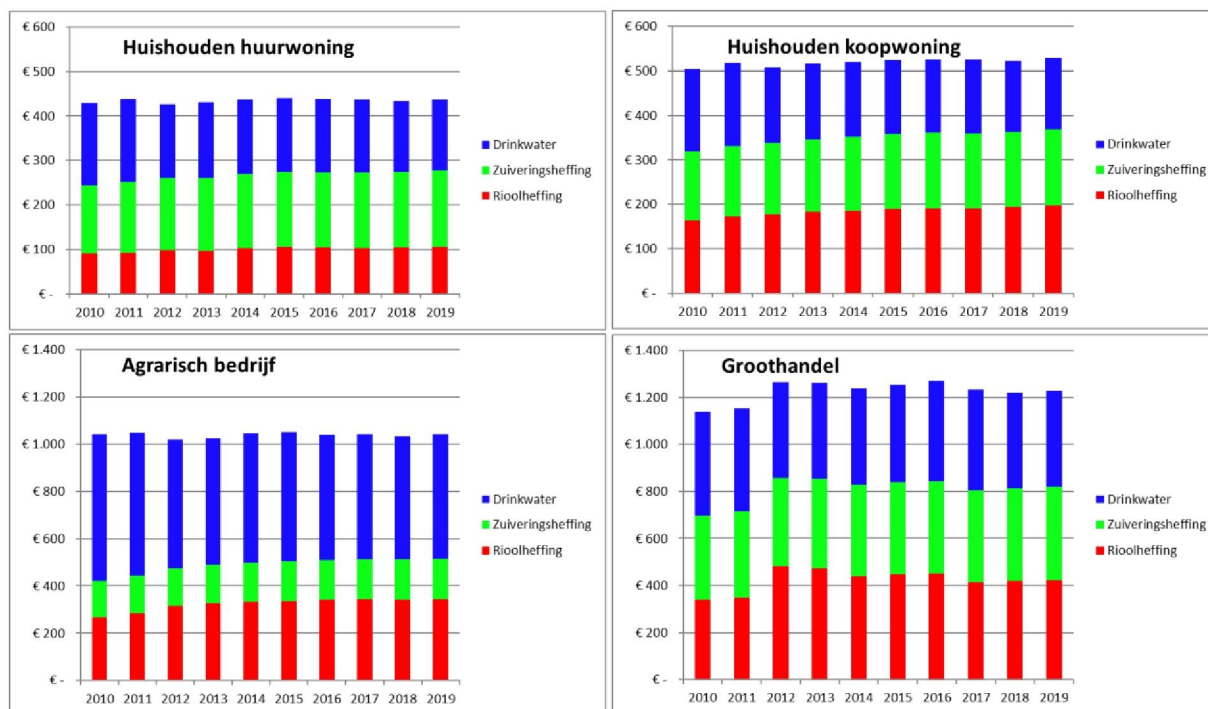 Huishouden huurwoning
€ 600
€ 500
€ 400
€ 300
€ 200
€ 100
€ -
2010 2011 2012 2013 2014 2015 2016 2017 2018 2019
Drinkwater
Zuiveringsheffing
Rioolheffing
Huishouden koopwoning
€ 600
€ 500
€ 400
€ 300
€ 200
€ 100
€ -
2010 2011 2012 2013 2014 2015 2016 2017 2018 2019
Drinkwater
Zuiveringsheffing
Rioolheffing
Agrarisch bedrijf
€ 1.400
€ 1.200
€ 1.000
€ 800
€ 600
€ 400
€ 200
€ -
2010 2011 2012 2013 2014 2015 2016 2017 2018 2019
Drinkwater
Zuiveringsheffing
Rioolheffing
Groothandel
€ 1.400
€ 1.200
€ 1.000
€ 800
€ 600
€ 400
€ 200
€ -
2010 2011 2012 2013 2014 2015 2016 2017 2018 2019
Drinkwater
Zuiveringsheffing
Rioolheffing